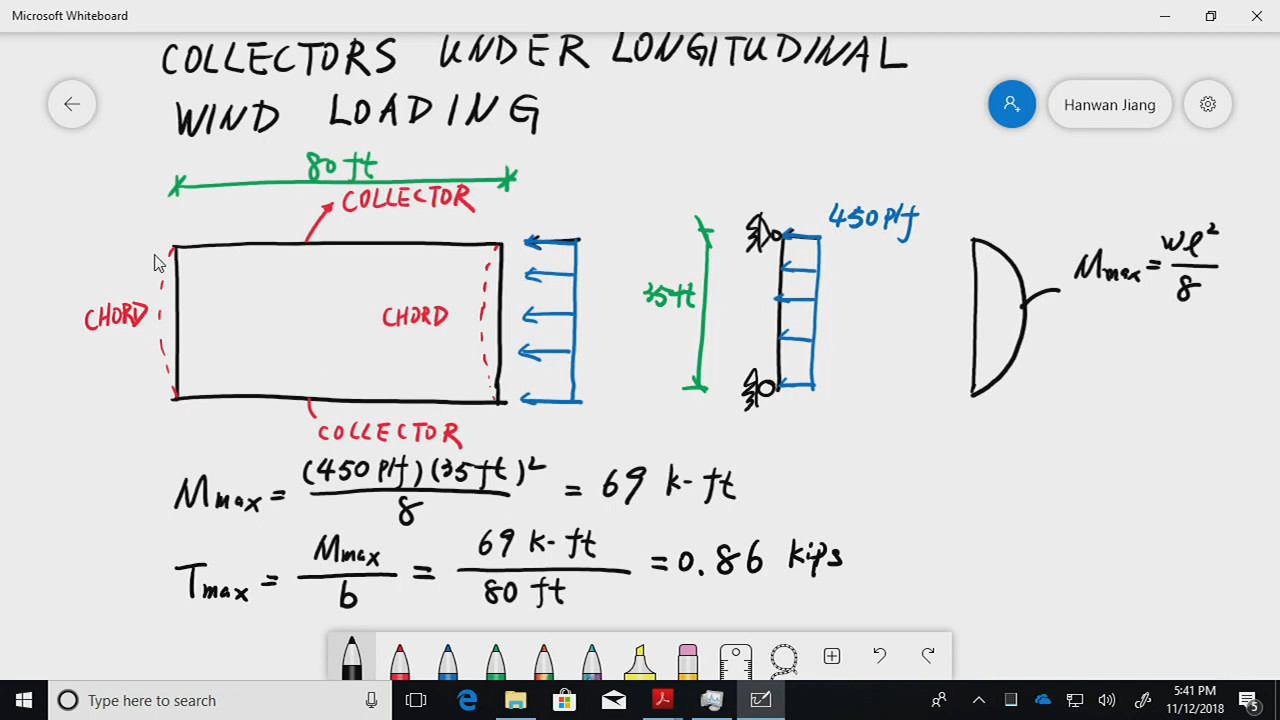 Microsoft Whiteboard
COLLECTORS UNDER LONGITUDINAL
WIND LOADING
Hanwan Jiang
80 ft
COLLECTOR
CHORD
CHORD
COLLECTOR
35 ft
450 plf
Mmax = wl²/8
Mmax = (450 plf)(35 ft)²/8 = 69 k-ft
Tmax = Mmax/b = 69 k-ft/80 ft = 0.86 kips
Type here to search
5:41 PM
11/12/2018
5